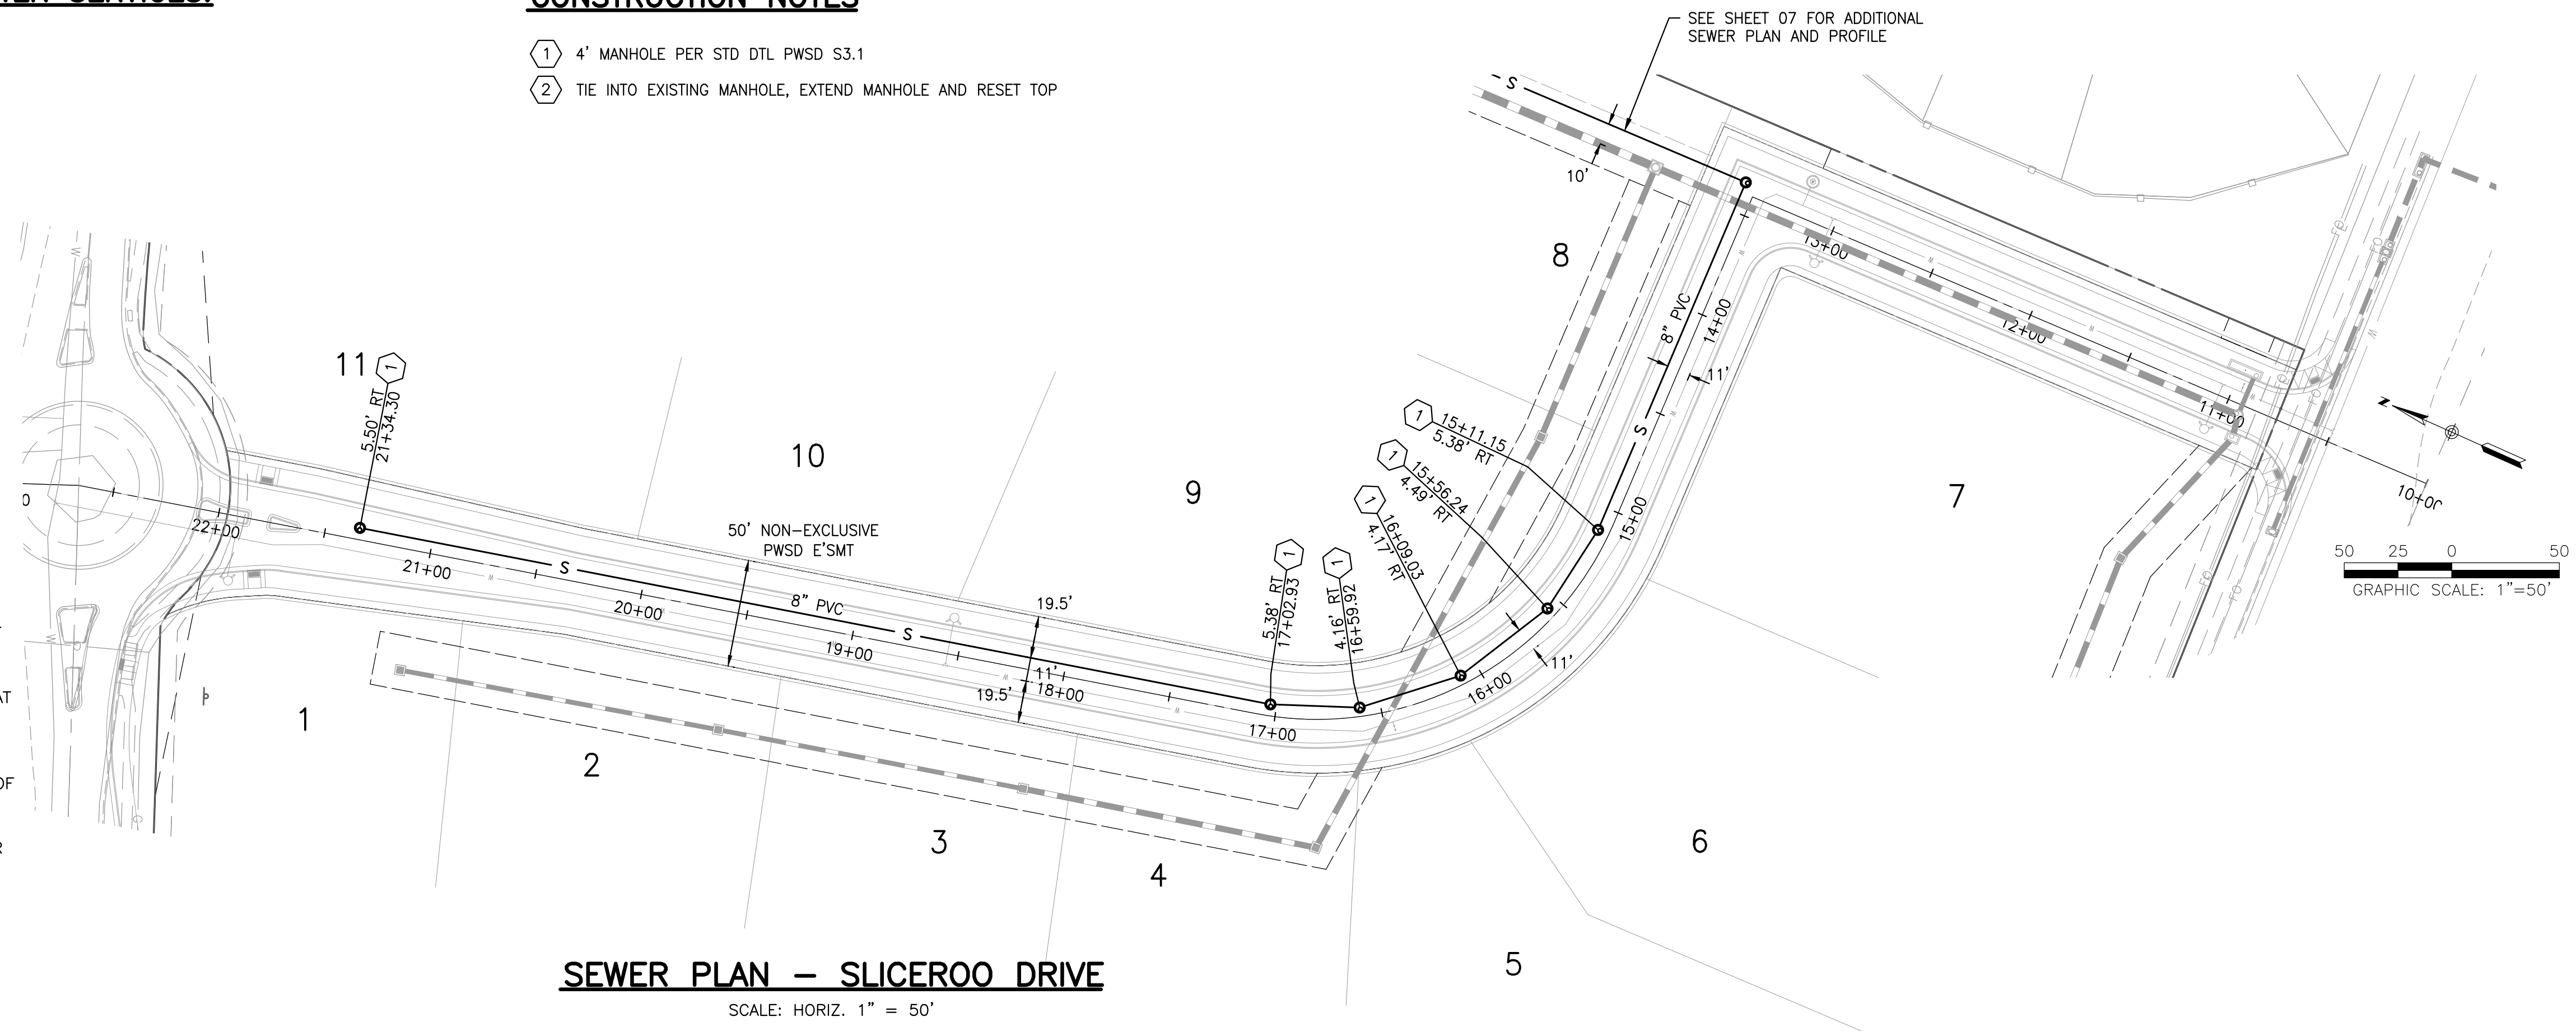 CONSTRUCTION NOTES
1 4' MANHOLE PER STD DTL PWSD S3.1
2 TIE INTO EXISTING MANHOLE, EXTEND MANHOLE AND RESET TOP
SEE SHEET 07 FOR ADDITIONAL
SEWER PLAN AND PROFILE
S
10'
8
13+00
12+00
11+00
10+00
8" PVC
14+00
11'
S
15+00
7
N
50 25 0 50
GRAPHIC SCALE: 1"=50'
11
1
5.50' RT
21+34.30
22+00
21+00
S
20+00
10
50' NON-EXCLUSIVE
PWSD E'SMT
8" PVC
19+00
S
19.5'
11'
18+00
19.5'
9
1
5.38' RT
17+02.93
17+00
1
4.16' RT
16+59.92
1
16+09.03
4.17' RT
16+00
1
15+56.24
4.49' RT
1
15+11.15
5.38' RT
11'
1
2
3
4
5
6
AT
OF
R
W
W
W
SEWER PLAN – SLICEROO DRIVE
SCALE: HORIZ. 1" = 50'